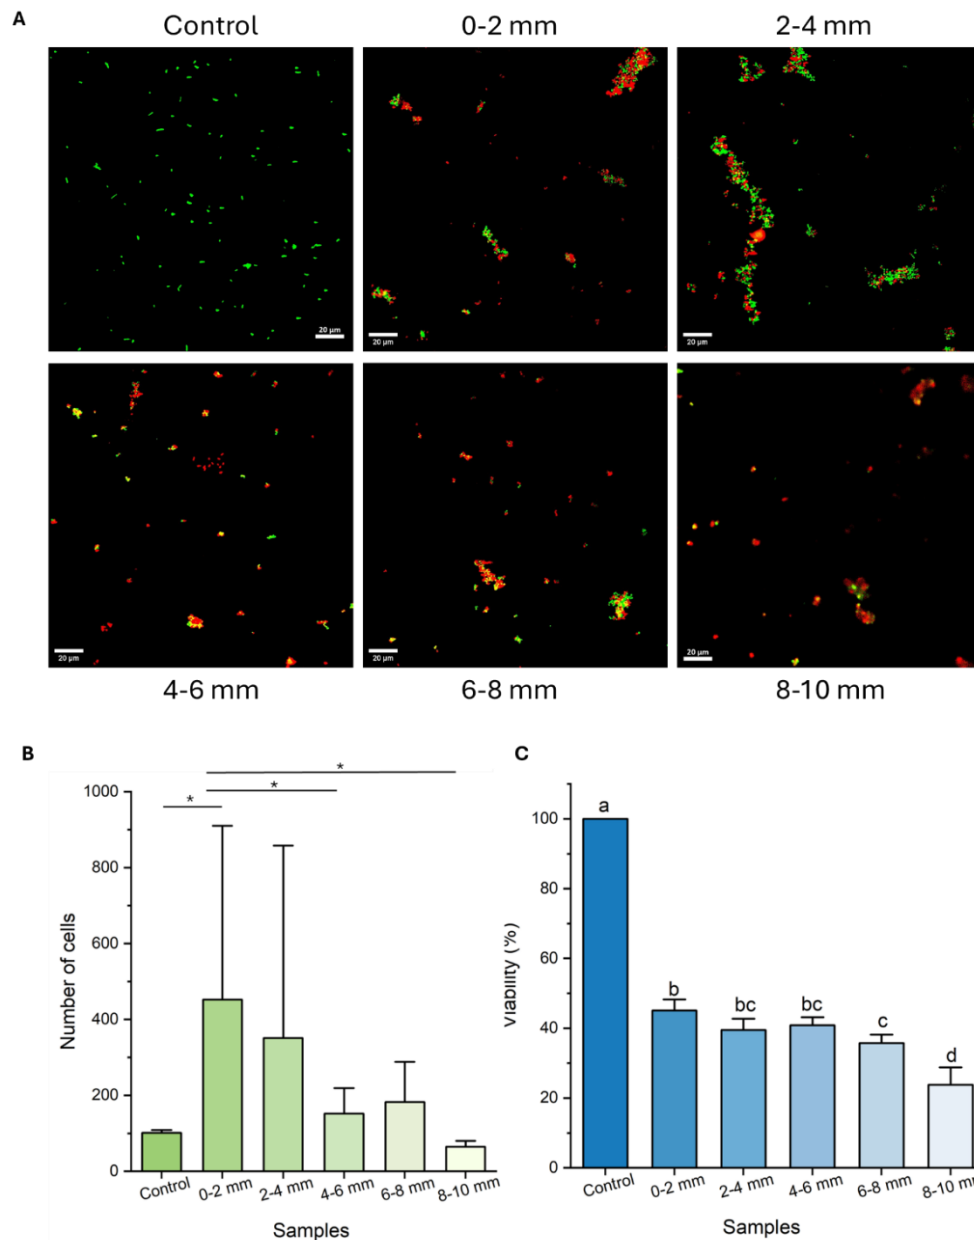 A
Control 0-2 mm 2-4 mm
20 µm
20 µm
20 µm
20 µm
20 µm
20 µm
4-6 mm 6-8 mm 8-10 mm
B
*
*
*
1000
800
600
400
200
0
Number of cells
Control 0-2 mm 2-4 mm 4-6 mm 6-8 mm 8-10 mm
Samples
C
100
80
60
40
20
0
Viability (%)
a
b
bc
bc
c
d
Control 0-2 mm 2-4 mm 4-6 mm 6-8 mm 8-10 mm
Samples